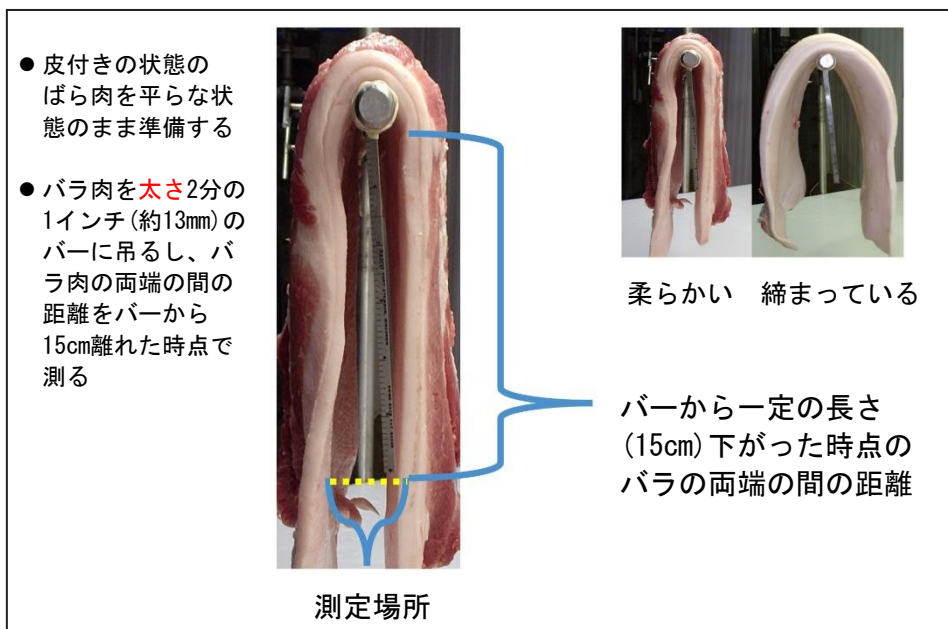 ● 皮付きの状態の
ばら肉を平らな状
態のまま準備する
● バラ肉を太さ2分の
1インチ(約13mm)の
バーに吊るし、バ
ラ肉の両端の間の
距離をバーから
15cm離れた時点で
測る
柔らかい 締まっている
バーから一定の長さ
(15cm)下がった時点の
バラの両端の間の距離
測定場所